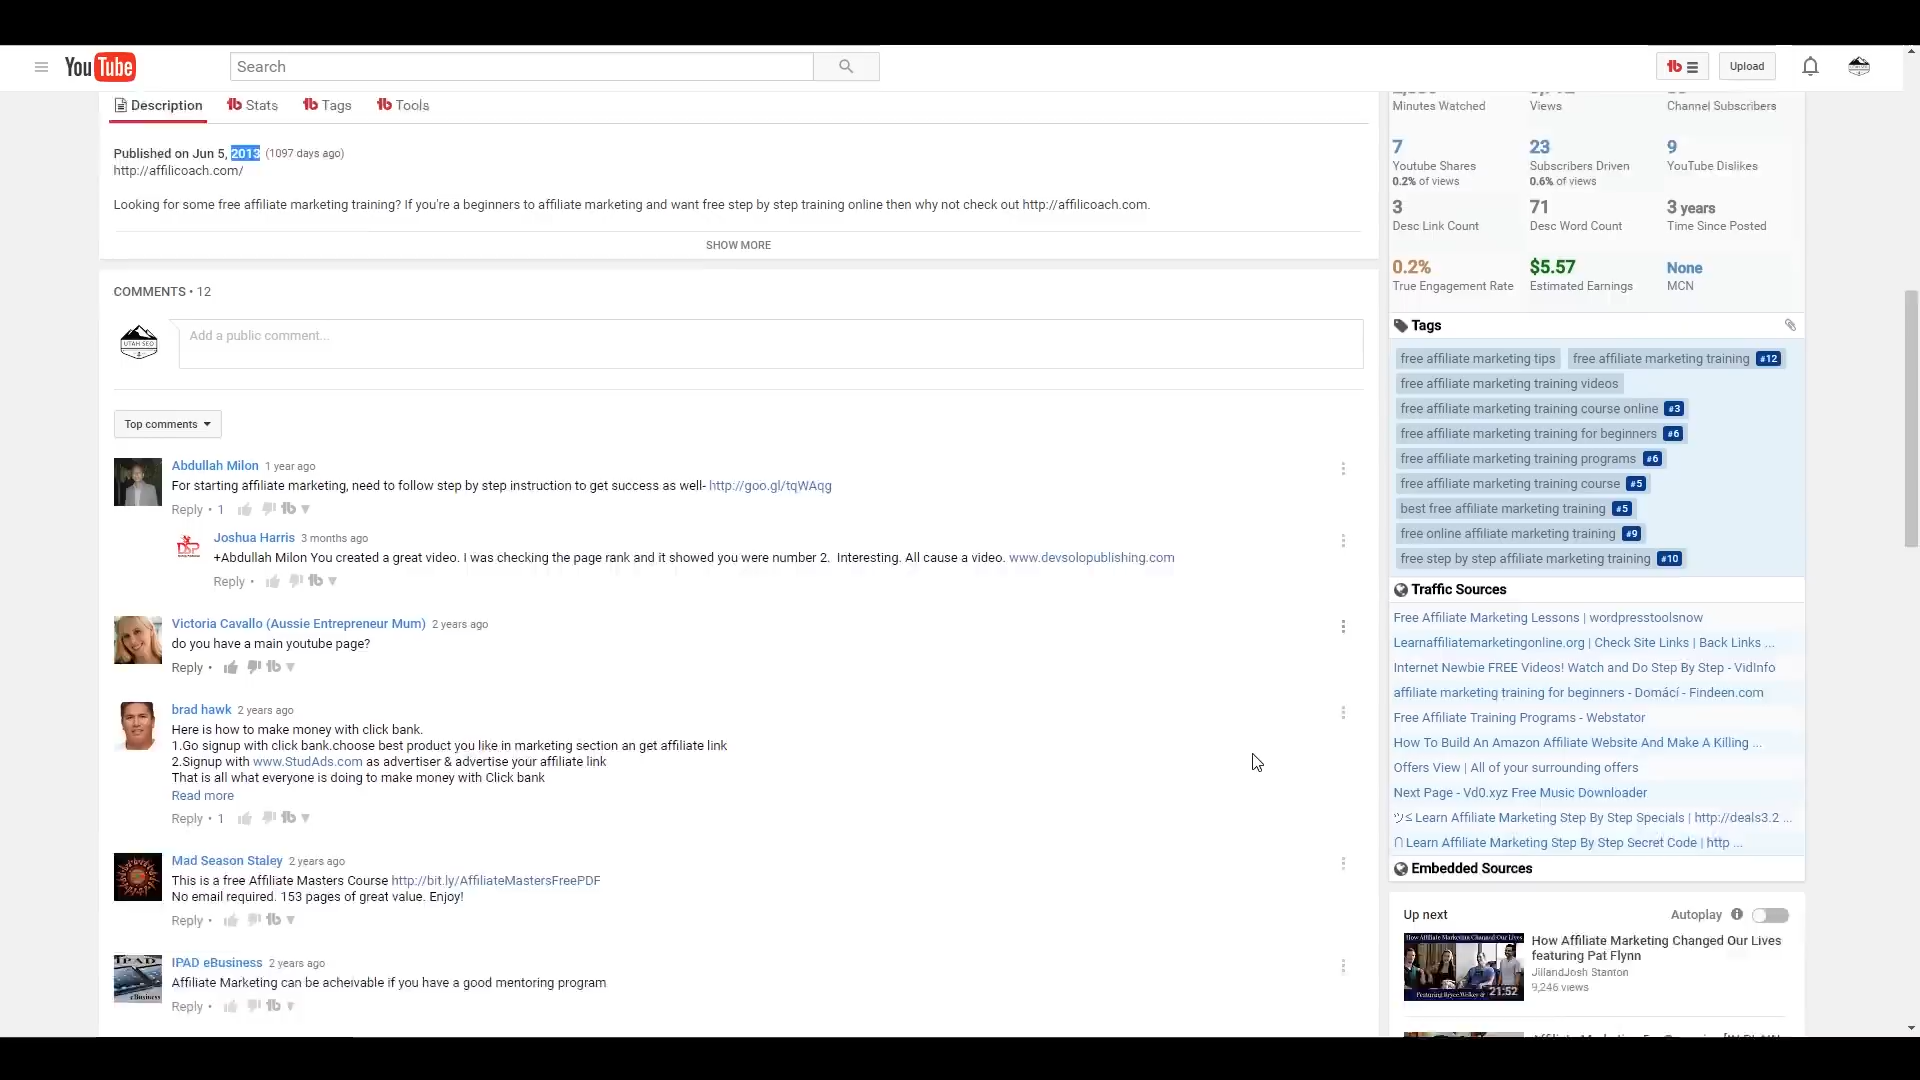 YouTube
Search
Upload
Description
Stats
Tags
Tools
Published on Jun 5, 2013 (1097 days ago)
http://affilicoach.com/
Looking for some free affiliate marketing training? If you're a beginners to affiliate marketing and want free step by step training online then why not check out http://affilicoach.com.
SHOW MORE
COMMENTS • 12
UTAH SEO
Add a public comment...
Top comments
Abdullah Milon 1 year ago
For starting affiliate marketing, need to follow step by step instruction to get success as well- http://goo.gl/tqWAqg
Reply • 1
Joshua Harris 3 months ago
+Abdullah Milon You created a great video. I was checking the page rank and it showed you were number 2. Interesting. All cause a video. www.devsolopublishing.com
Reply •
Victoria Cavallo (Aussie Entrepreneur Mum) 2 years ago
do you have a main youtube page?
Reply •
brad hawk 2 years ago
Here is how to make money with click bank.
1.Go signup with click bank.choose best product you like in marketing section an get affiliate link
2.Signup with www.StudAds.com as advertiser & advertise your affiliate link
That is all what everyone is doing to make money with Click bank
Read more
Reply • 1
Mad Season Staley 2 years ago
This is a free Affiliate Masters Course http://bit.ly/AffiliateMastersFreePDF
No email required. 153 pages of great value. Enjoy!
Reply •
IPAD eBusiness 2 years ago
Affiliate Marketing can be acheivable if you have a good mentoring program
Reply •
Minutes Watched
Views
Channel Subscribers
7
23
9
Youtube Shares
Subscribers Driven
YouTube Dislikes
0.2% of views
0.6% of views
3
71
3 years
Desc Link Count
Desc Word Count
Time Since Posted
0.2%
$5.57
None
True Engagement Rate
Estimated Earnings
MCN
Tags
free affiliate marketing tips
free affiliate marketing training #12
free affiliate marketing training videos
free affiliate marketing training course online #3
free affiliate marketing training for beginners #6
free affiliate marketing training programs #6
free affiliate marketing training course #5
best free affiliate marketing training #5
free online affiliate marketing training #9
free step by step affiliate marketing training #10
Traffic Sources
Free Affiliate Marketing Lessons | wordpresstoolsnow
Learnaffiliatemarketingonline.org | Check Site Links | Back Links ...
Internet Newbie FREE Videos! Watch and Do Step By Step - VidInfo
affiliate marketing training for beginners - Domácí - Findeen.com
Free Affiliate Training Programs - Webstator
How To Build An Amazon Affiliate Website And Make A Killing ...
Offers View | All of your surrounding offers
Next Page - Vd0.xyz Free Music Downloader
ツ≤ Learn Affiliate Marketing Step By Step Specials | http://deals3.2 ...
∩ Learn Affiliate Marketing Step By Step Secret Code | http ...
Embedded Sources
Up next
Autoplay
How Affiliate Marketing Changed Our Lives
21:52
How Affiliate Marketing Changed Our Lives
featuring Pat Flynn
JillandJosh Stanton
9,246 views